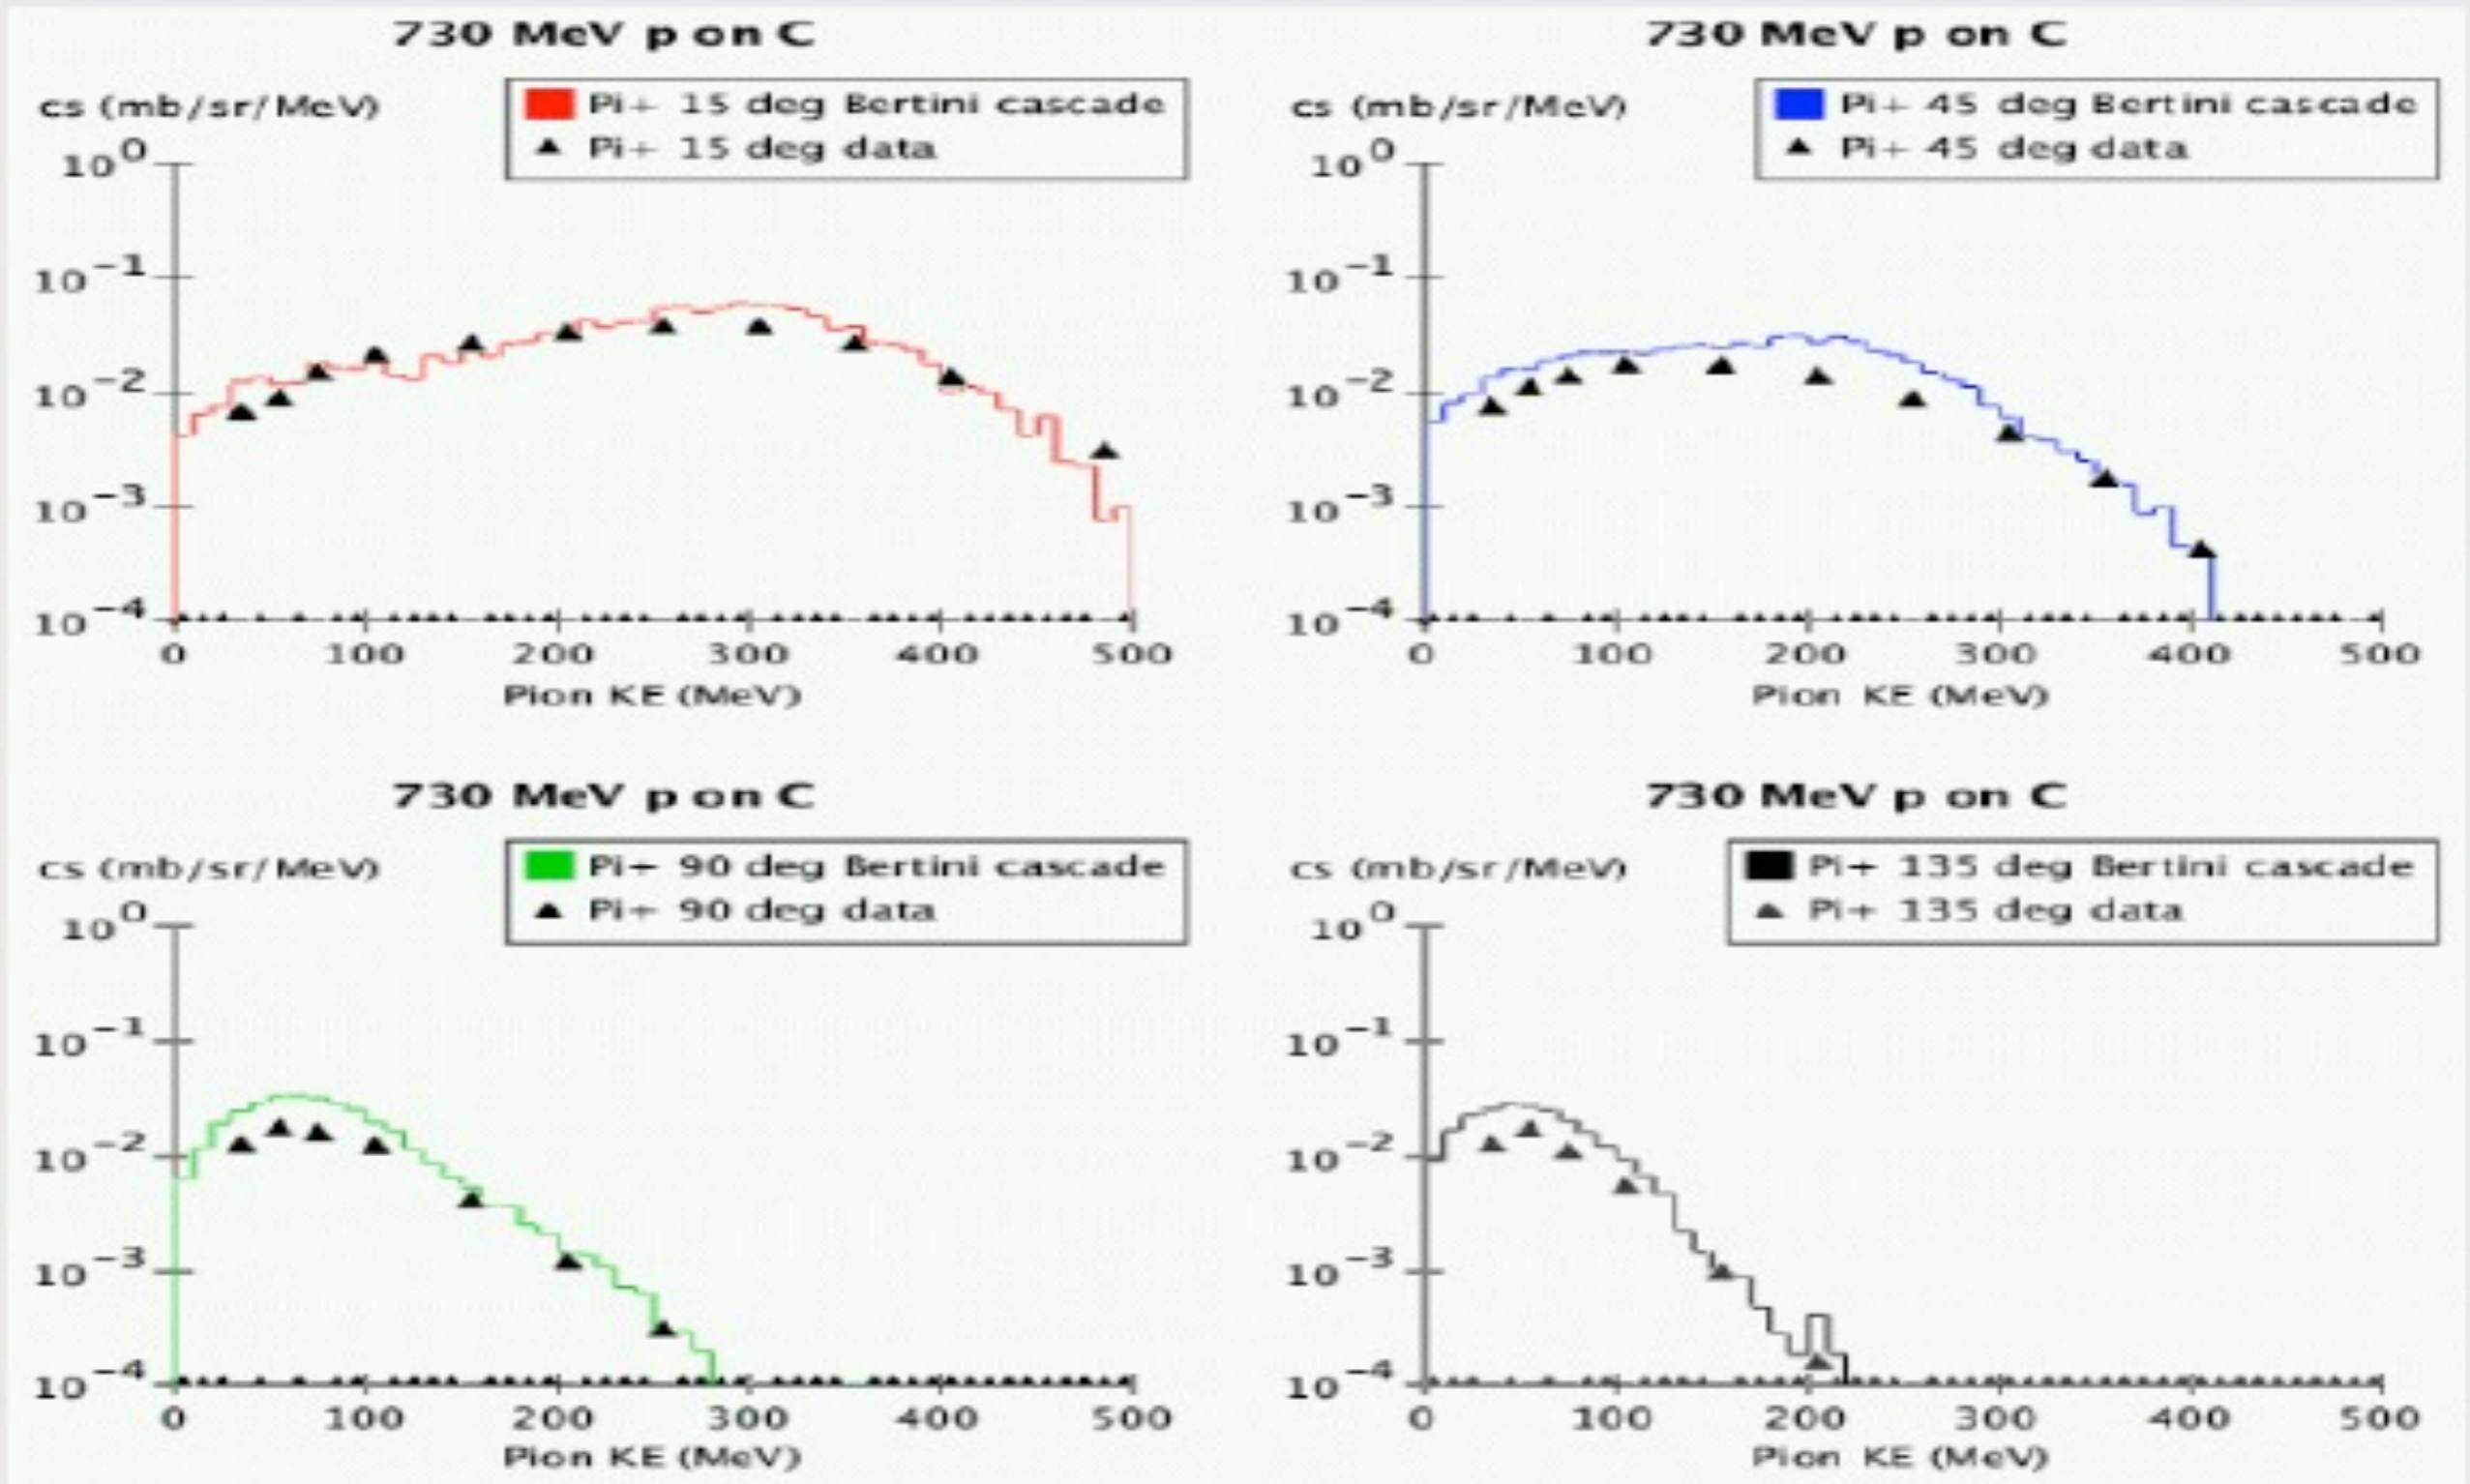 730 MeV p on C
cs (mb/sr/MeV)
Pi+ 15 deg Bertini cascade
Pi+ 15 deg data
10^0
10^-1
10^-2
10^-3
10^-4
0 100 200 300 400 500
Pion KE (MeV)
730 MeV p on C
cs (mb/sr/MeV)
Pi+ 45 deg Bertini cascade
Pi+ 45 deg data
10^0
10^-1
10^-2
10^-3
10^-4
0 100 200 300 400 500
Pion KE (MeV)
730 MeV p on C
cs (mb/sr/MeV)
Pi+ 90 deg Bertini cascade
Pi+ 90 deg data
10^0
10^-1
10^-2
10^-3
10^-4
0 100 200 300 400 500
Pion KE (MeV)
730 MeV p on C
cs (mb/sr/MeV)
Pi+ 135 deg Bertini cascade
Pi+ 135 deg data
10^0
10^-1
10^-2
10^-3
10^-4
0 100 200 300 400 500
Pion KE (MeV)